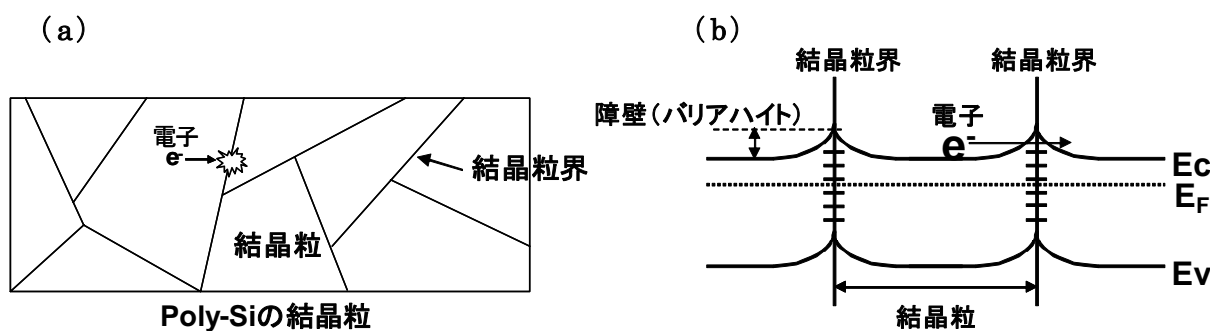 (a)
電子
e-
結晶粒界
結晶粒
Poly-Siの結晶粒
(b)
結晶粒界
結晶粒界
障壁(バリアハイト)
電子
e-
Ec
EF
Ev
結晶粒